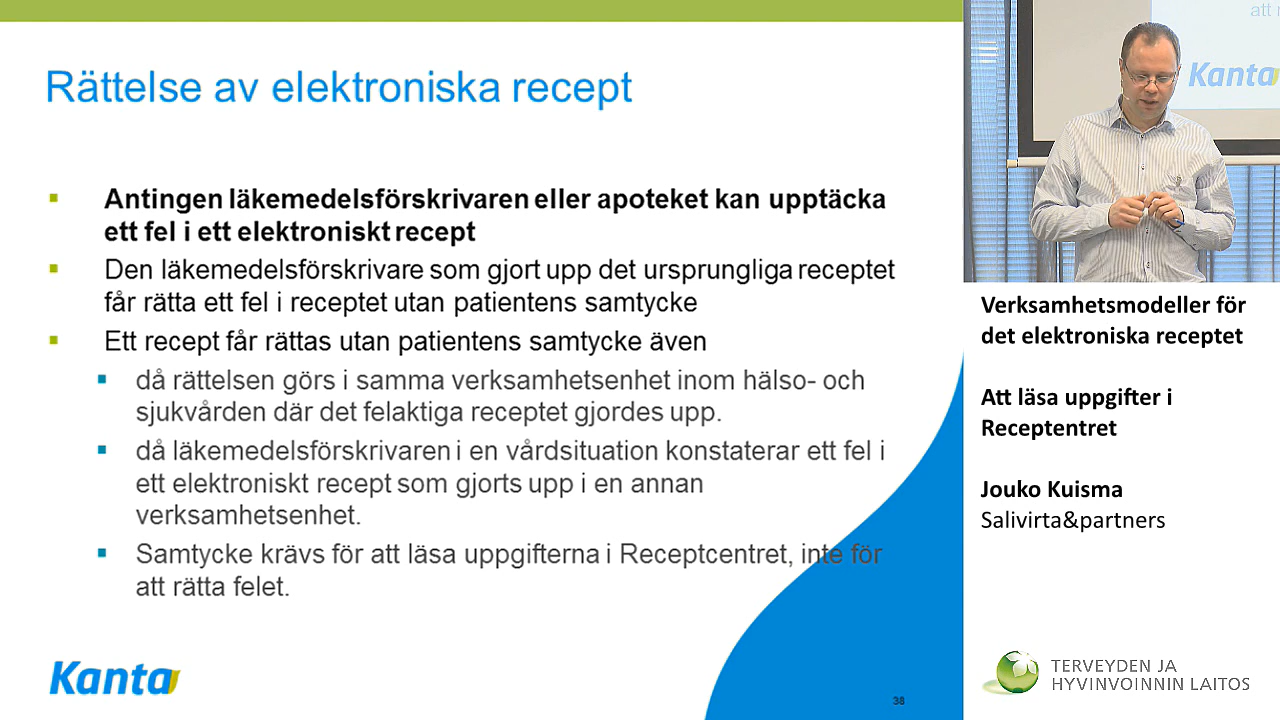 Rättelse av elektroniska recept
Antingen läkemedelsförskrivaren eller apoteket kan upptäcka
ett fel i ett elektroniskt recept
Den läkemedelsförskrivare som gjort upp det ursprungliga receptet
får rätta ett fel i receptet utan patientens samtycke
Ett recept får rättas utan patientens samtycke även
då rättelsen görs i samma verksamhetsenhet inom hälso- och
sjukvården där det felaktiga receptet gjordes upp.
då läkemedelsförskrivaren i en vårdsituation konstaterar ett fel i
ett elektroniskt recept som gjorts upp i en annan
verksamhetsenhet.
Samtycke krävs för att läsa uppgifterna i Receptcentret, inte för
att rätta felet.
Kanta
38
att
Kanta
Verksamhetsmodeller för
det elektroniska receptet
Att läsa uppgifter i
Receptentret
Jouko Kuisma
Salivirta&partners
TERVEYDEN JA
HYVINVOINNIN LAITOS